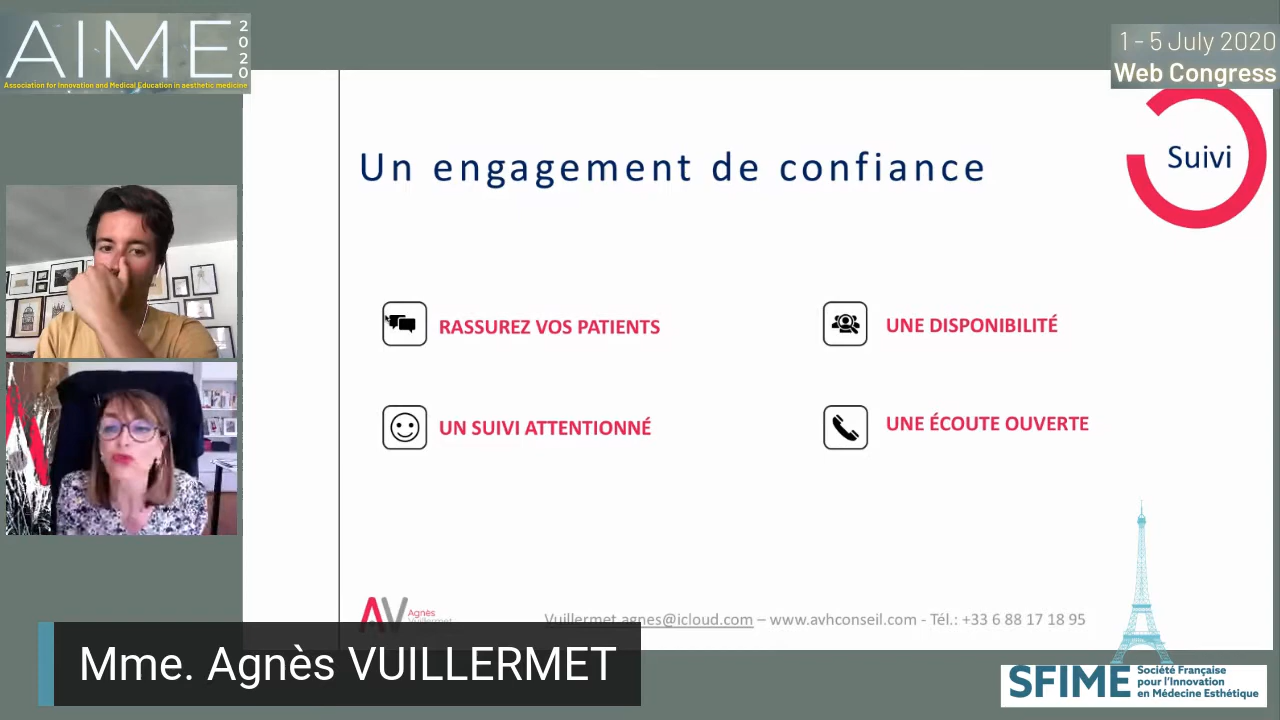 AIME
2020
Association for Innovation and Medical Education in aesthetic medicine
1 - 5 July 2020
Web Congress
Suivi
Un engagement de confiance
RASSUREZ VOS PATIENTS
UNE DISPONIBILITÉ
UN SUIVI ATTENTIONNÉ
UNE ÉCOUTE OUVERTE
AV
Agnès
Vuillermet
Vuillermet.agnes@icloud.com – www.avhconseil.com - Tél.: +33 6 88 17 18 95
Mme. Agnès VUILLERMET
SFIME
Société Française
pour l'Innovation
en Médecine Esthétique